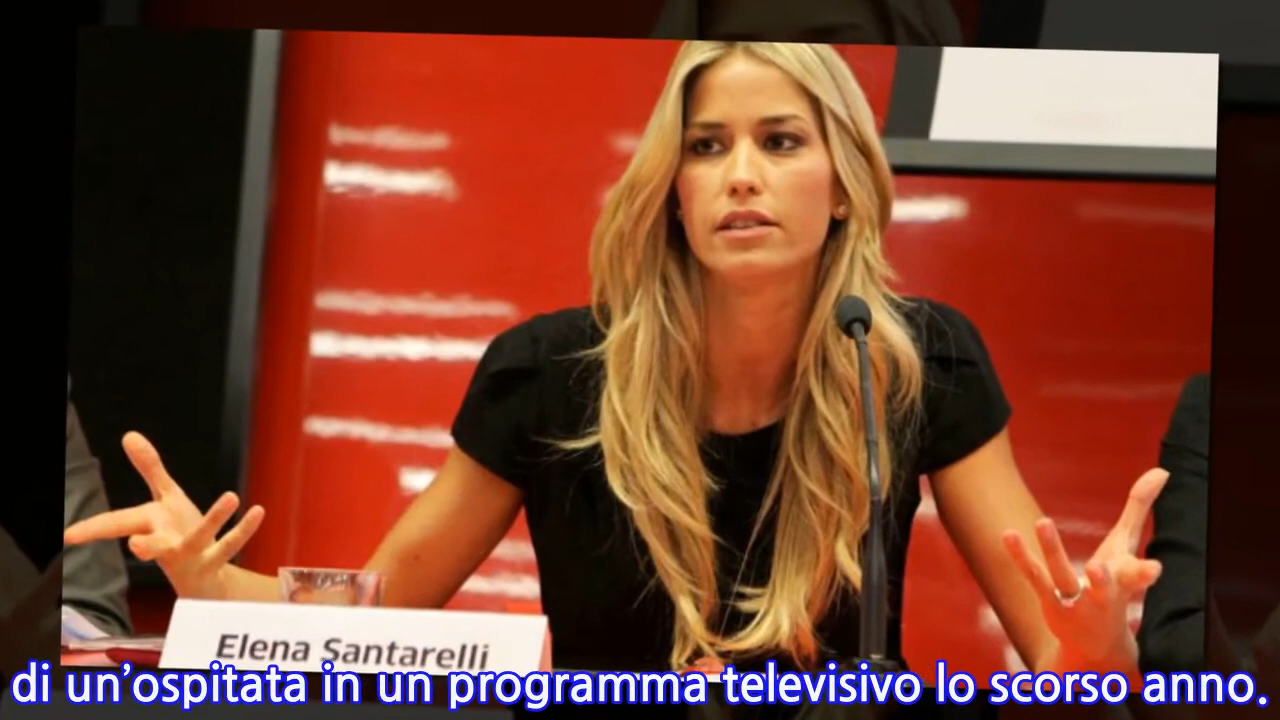 Elena Santarelli
di un'ospitata in un programma televisivo lo scorso anno.